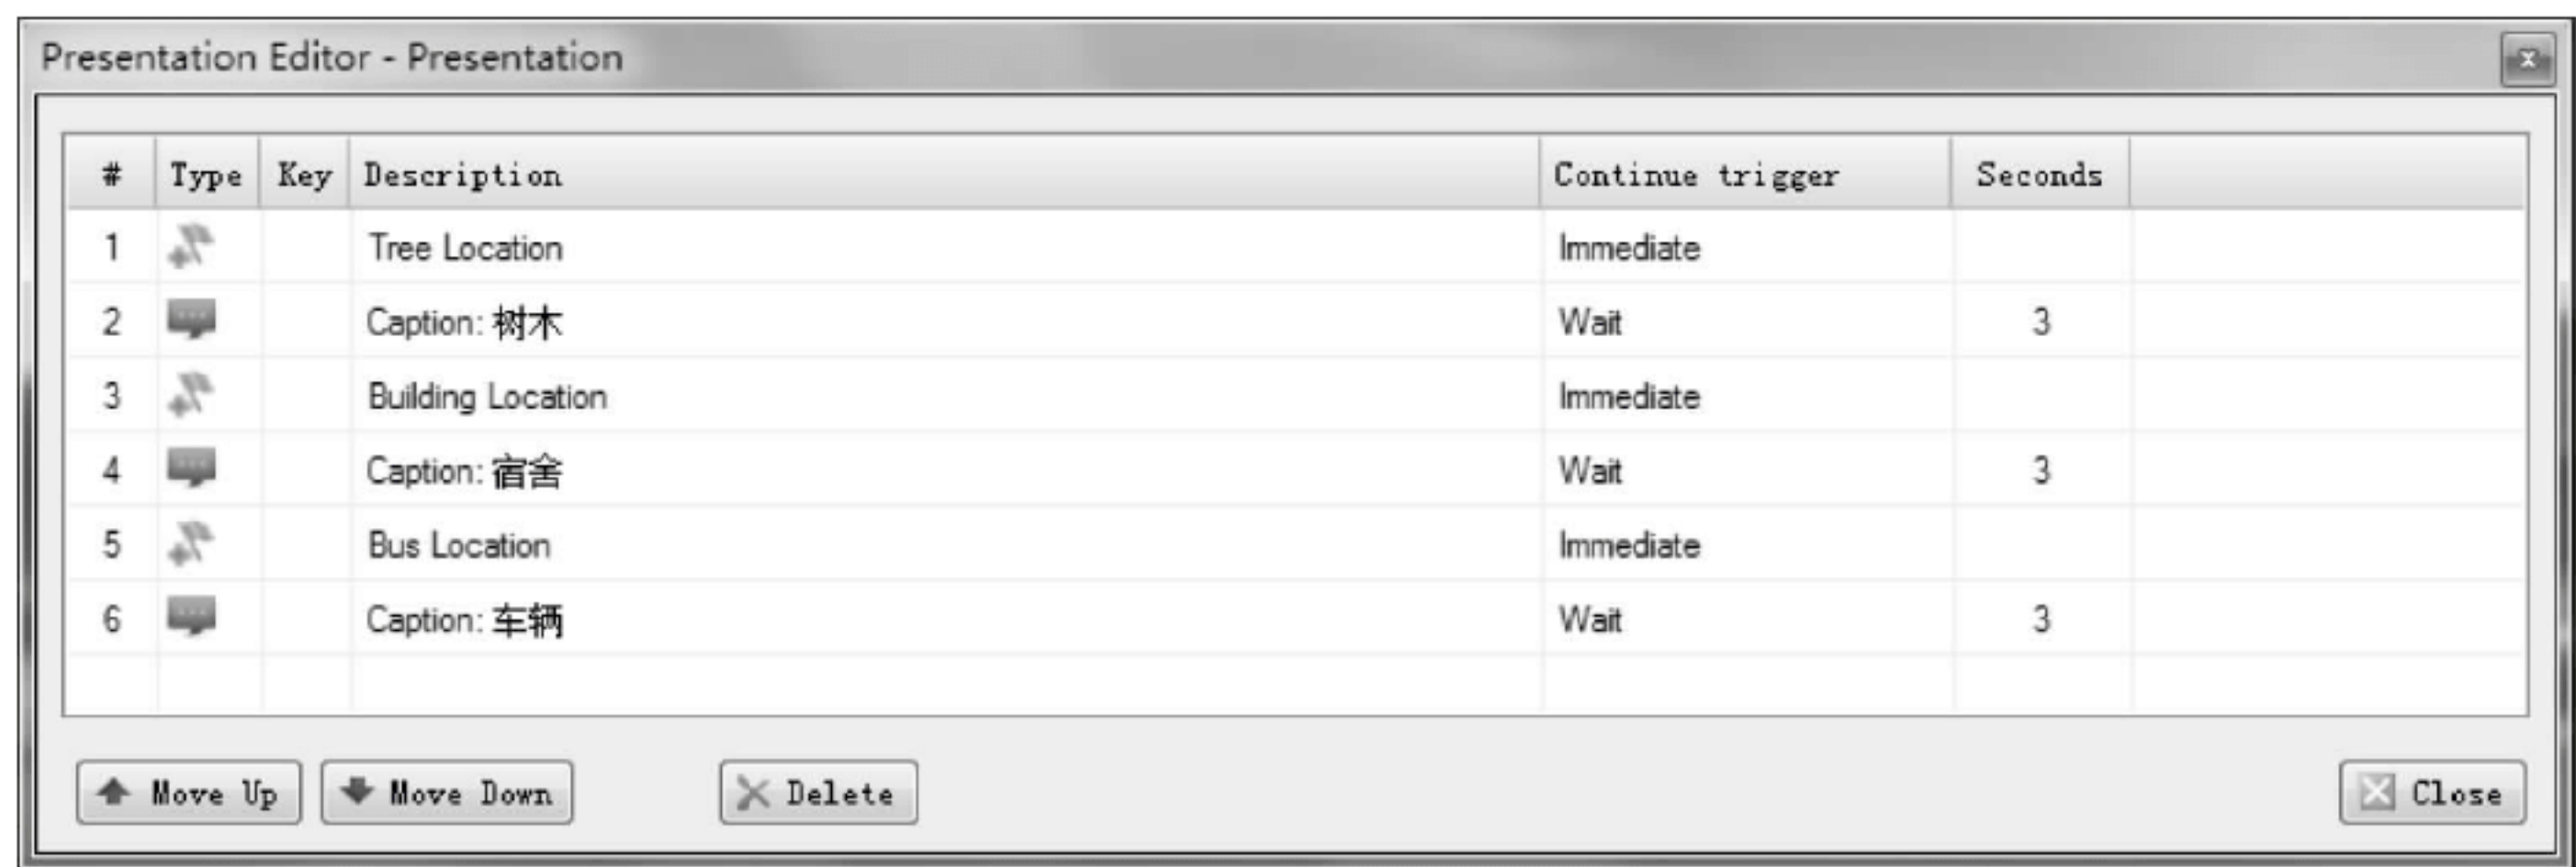 Presentation Editor - Presentation
# Type Key Description Continue trigger Seconds
1 Tree Location Immediate
2 Caption: 树木 Wait 3
3 Building Location Immediate
4 Caption: 宿舍 Wait 3
5 Bus Location Immediate
6 Caption: 车辆 Wait 3
Move Up Move Down Delete Close